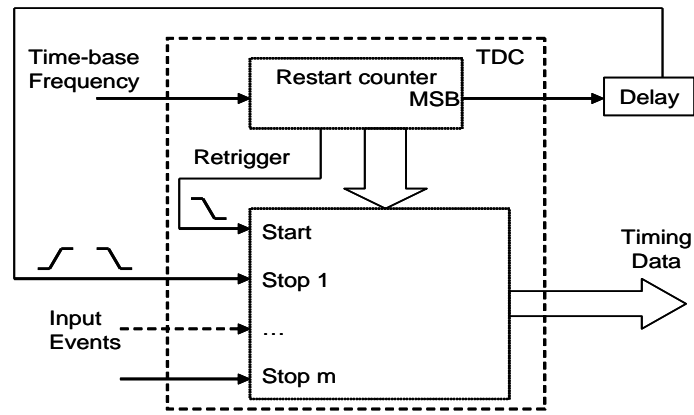 Time-base
Frequency
TDC
Restart counter
MSB
Delay
Retrigger
Start
Stop 1
Timing
Data
Input
Events
...
Stop m